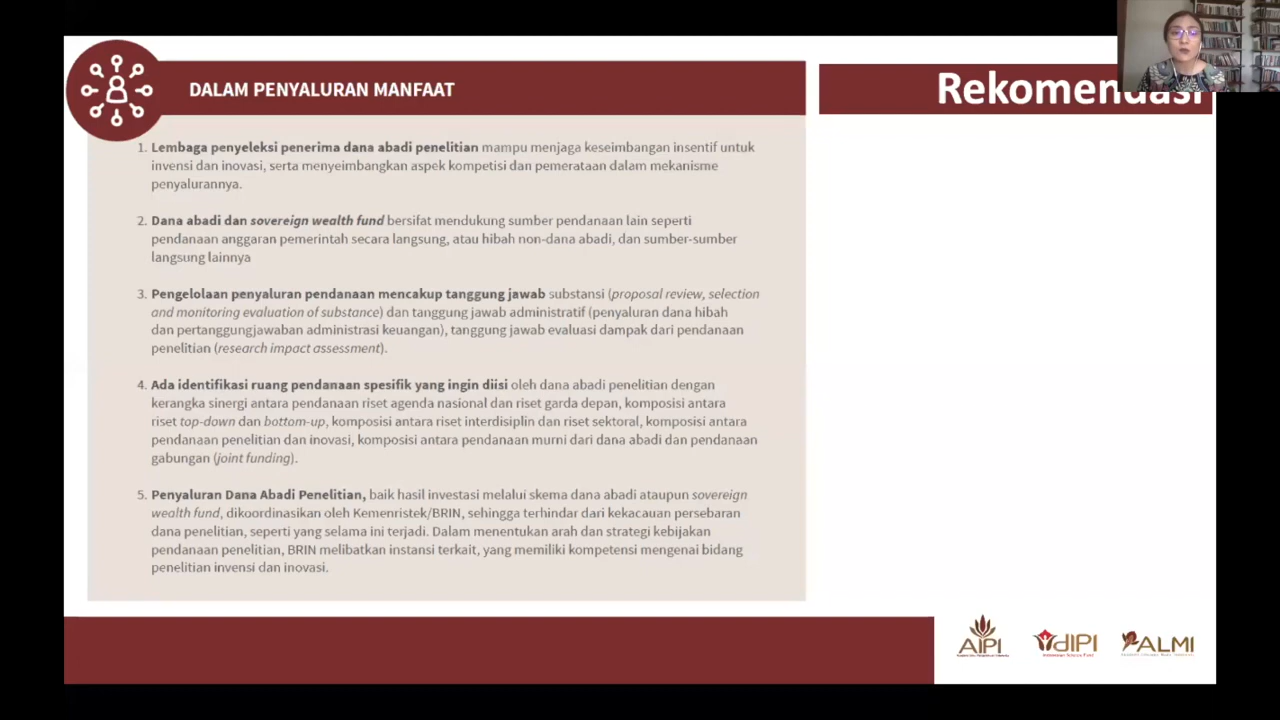 DALAM PENYALURAN MANFAAT
Rekomendasi
1. Lembaga penyeleksi penerima dana abadi penelitian mampu menjaga keseimbangan insentif untuk
invensi dan inovasi, serta menyeimbangkan aspek kompetisi dan pemerataan dalam mekanisme
penyalurannya.
2. Dana abadi dan sovereign wealth fund bersifat mendukung sumber pendanaan lain seperti
pendanaan anggaran pemerintah secara langsung, atau hibah non-dana abadi, dan sumber-sumber
langsung lainnya
3. Pengelolaan penyaluran pendanaan mencakup tanggung jawab substansi (proposal review, selection
and monitoring evaluation of substance) dan tanggung jawab administratif (penyaluran dana hibah
dan pertanggungjawaban administrasi keuangan), tanggung jawab evaluasi dampak dari pendanaan
penelitian (research impact assessment).
4. Ada identifikasi ruang pendanaan spesifik yang ingin diisi oleh dana abadi penelitian dengan
kerangka sinergi antara pendanaan riset agenda nasional dan riset garda depan, komposisi antara
riset top-down dan bottom-up, komposisi antara riset interdisiplin dan riset sektoral, komposisi antara
pendanaan penelitian dan inovasi, komposisi antara pendanaan murni dari dana abadi dan pendanaan
gabungan (joint funding).
5. Penyaluran Dana Abadi Penelitian, baik hasil investasi melalui skema dana abadi ataupun sovereign
wealth fund, dikoordinasikan oleh Kemenristek/BRIN, sehingga terhindar dari kekacauan persebaran
dana penelitian, seperti yang selama ini terjadi. Dalam menentukan arah dan strategi kebijakan
pendanaan penelitian, BRIN melibatkan instansi terkait, yang memiliki kompetensi mengenai bidang
penelitian invensi dan inovasi.
AIPI
dIPI
ALMI